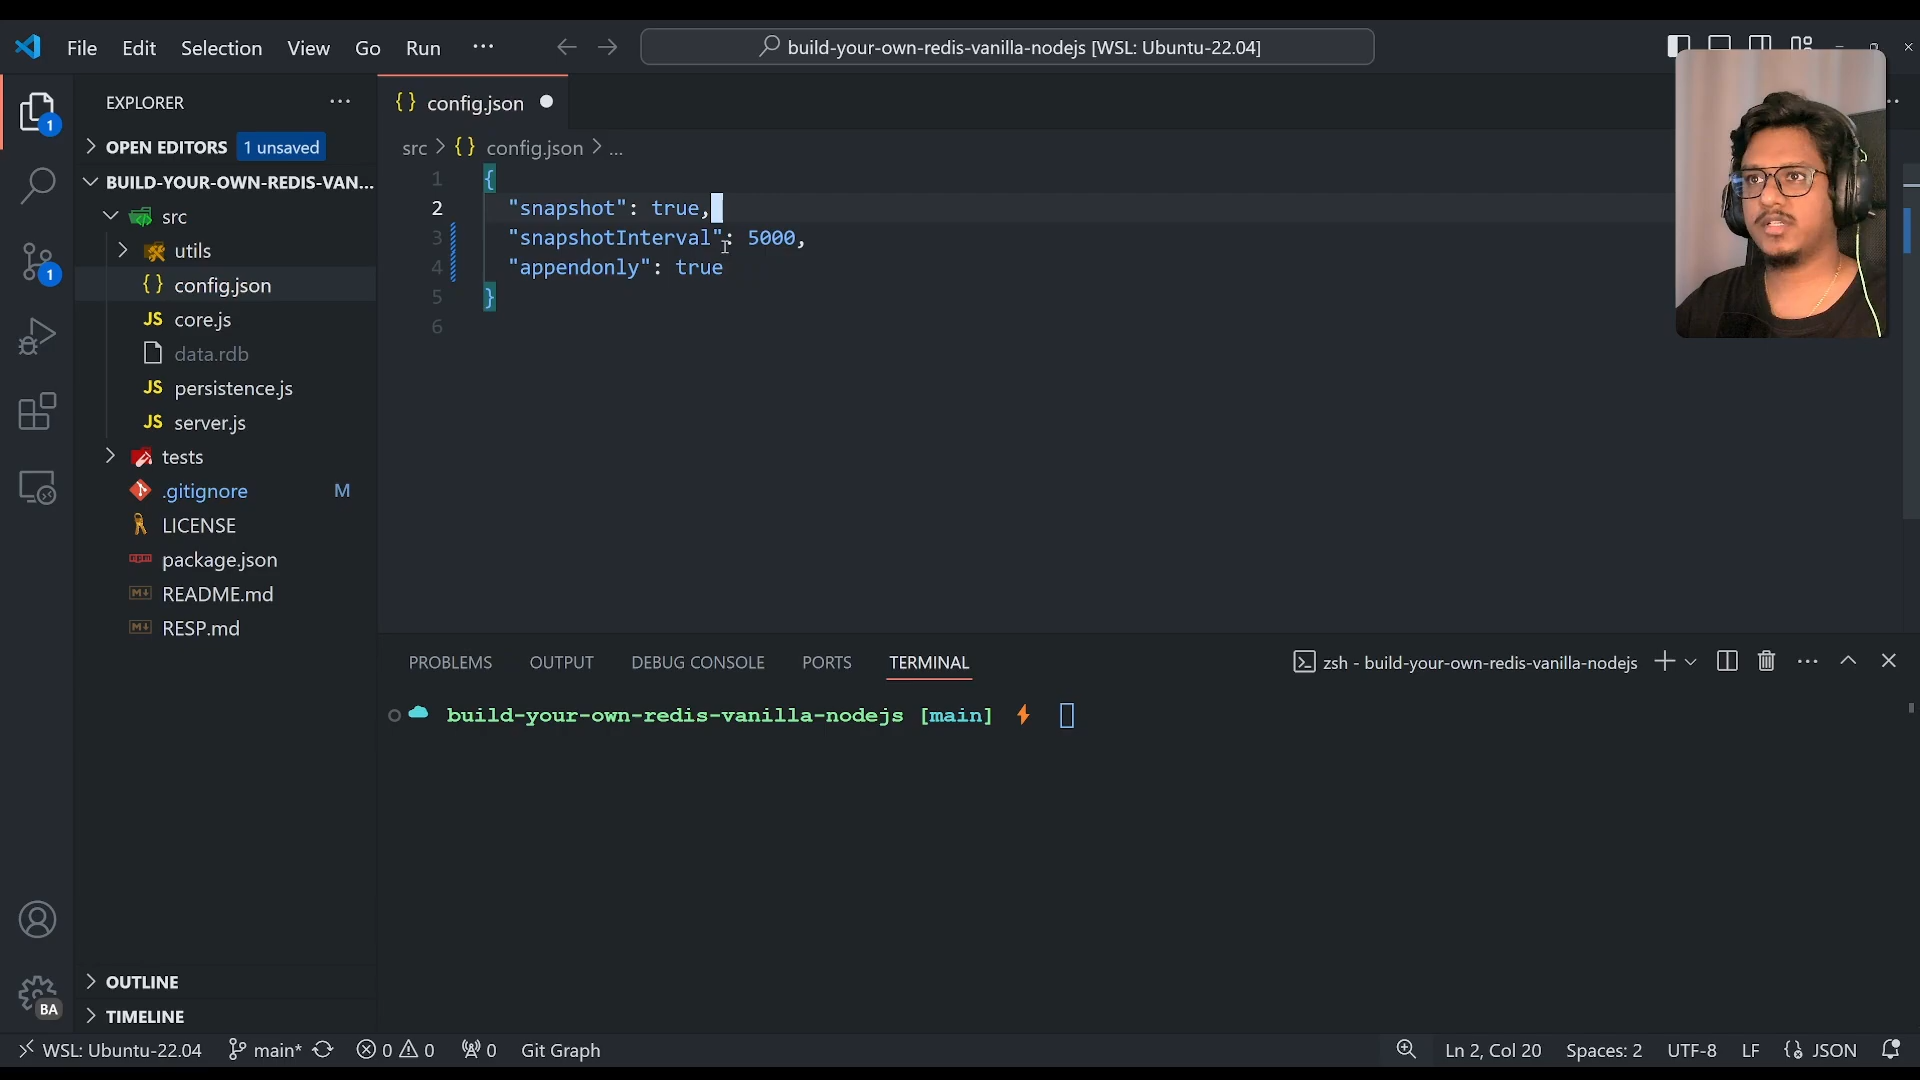 File Edit Selection View Go Run ···
build-your-own-redis-vanilla-nodejs [WSL: Ubuntu-22.04]
EXPLORER ···
1
OPEN EDITORS 1 unsaved
BUILD-YOUR-OWN-REDIS-VAN...
src
utils
{} config.json
JS core.js
data.rdb
JS persistence.js
JS server.js
tests
.gitignore M
LICENSE
package.json
README.md
RESP.md
1
OUTLINE
TIMELINE
BA
{} config.json
src > {} config.json > ...
1 {
2 "snapshot": true,
3 "snapshotInterval": 5000,
4 "appendonly": true
5 }
6
PROBLEMS OUTPUT DEBUG CONSOLE PORTS TERMINAL
zsh - build-your-own-redis-vanilla-nodejs
build-your-own-redis-vanilla-nodejs [main]
WSL: Ubuntu-22.04 main* 0 0 0 Git Graph Ln 2, Col 20 Spaces: 2 UTF-8 LF JSON